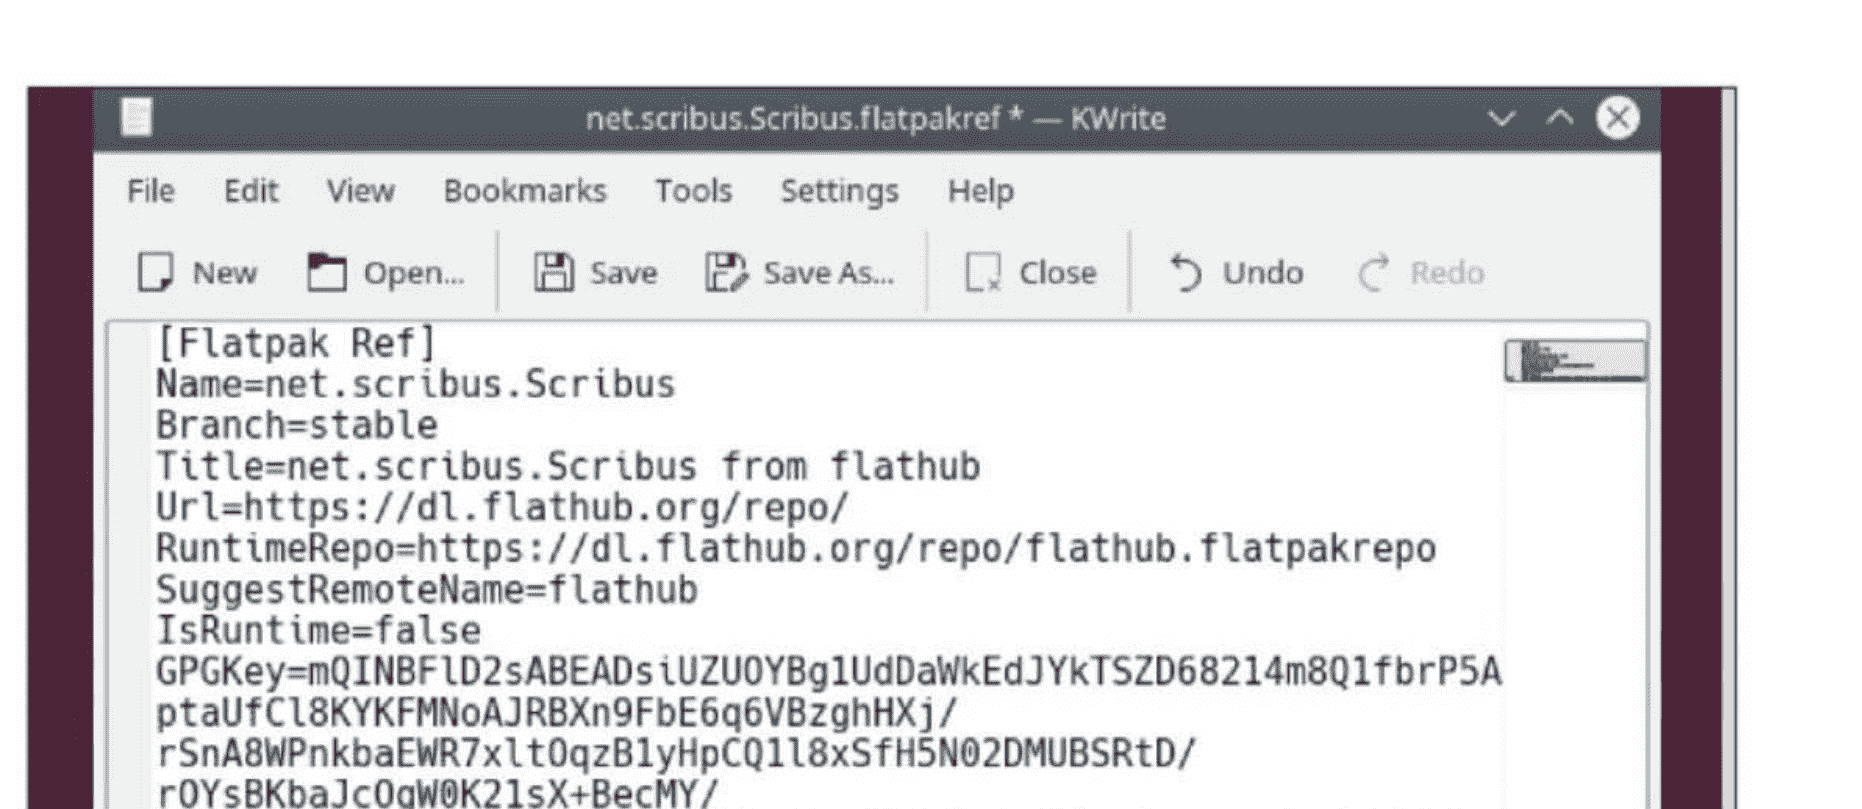 net.scribus.Scribus.flatpakref * — KWrite
File Edit View Bookmarks Tools Settings Help
New Open... Save Save As... Close Undo Redo
[Flatpak Ref]
Name=net.scribus.Scribus
Branch=stable
Title=net.scribus.Scribus from flathub
Url=https://dl.flathub.org/repo/
RuntimeRepo=https://dl.flathub.org/repo/flathub.flatpakrepo
SuggestRemoteName=flathub
IsRuntime=false
GPGKey=mQINBFlD2sABEADsiUZUOYBg1UdDaWkEdJYkTSZD68214m8Q1fbrP5A
ptaUfCl8KYKFMNoAJRBXn9FbE6q6VBzghHXj/
rSnA8WPnkbaEWR7xltOqzB1yHpCQ1l8xSfH5N02DMUBSRtD/
rOYsBKbaJcOgW0K21sX+BecMY/